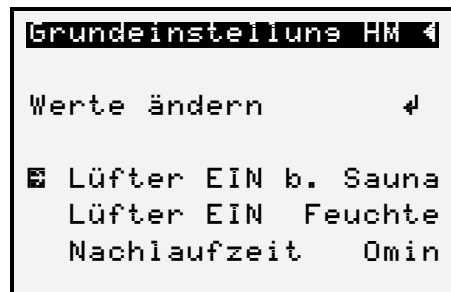 Grundeinstellung HM
Werte ändern
Lüfter EIN b. Sauna
Lüfter EIN Feuchte
Nachlaufzeit 0min